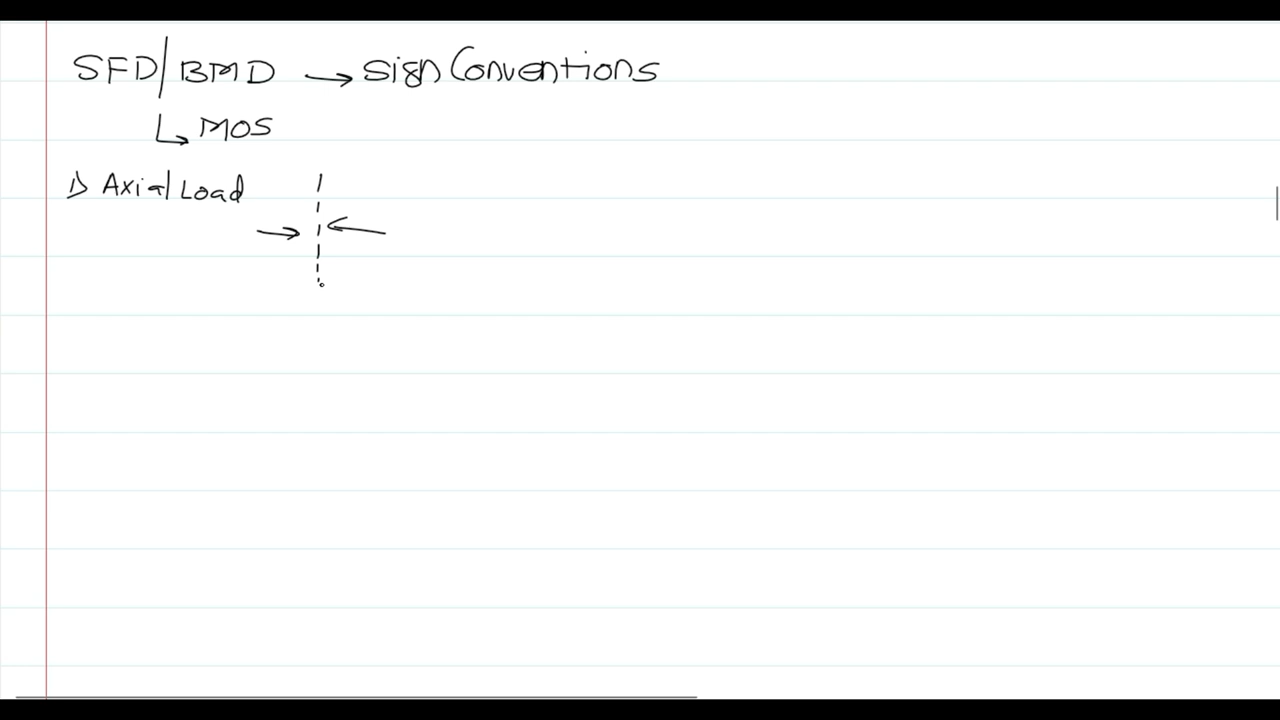 SFD/BMD → Sign Conventions
↳ MOS
1) Axial Load